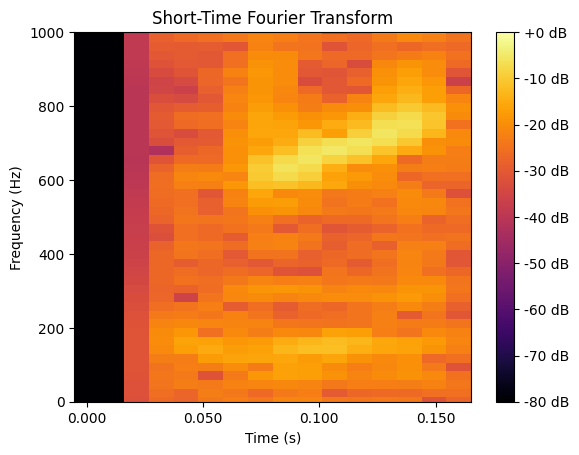 Short-Time Fourier Transform
1000
800
600
400
200
0
Frequency (Hz)
0.000
0.050
0.100
0.150
Time (s)
+0 dB
-10 dB
-20 dB
-30 dB
-40 dB
-50 dB
-60 dB
-70 dB
-80 dB